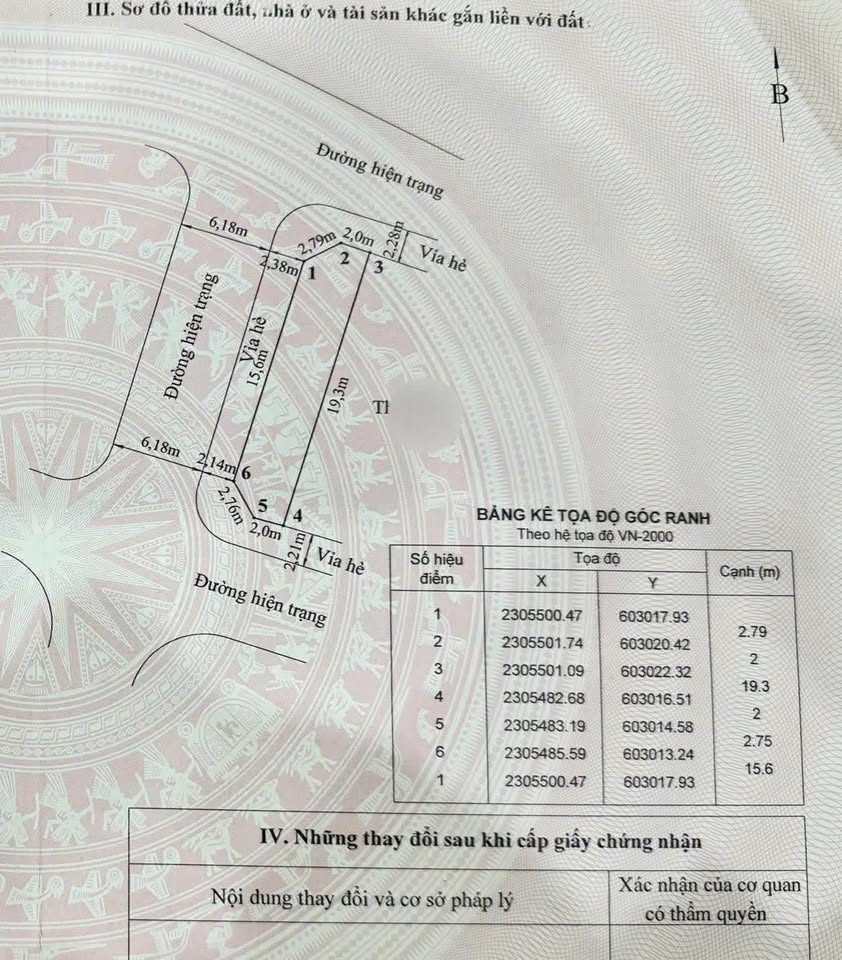 III. Sơ đồ thửa đất, nhà ở và tài sản khác gắn liền với đất
B
Đường hiện trạng
6,18m
2,79m
2,0m
2,28m
Vỉa hè
2,38m
1
2
3
Đường hiện trạng
Vỉa hè
15,6m
19,3m
6,18m
2,14m
6
2,76m
5
4
2,0m
2,21m
Vỉa hè
Đường hiện trạng
BẢNG KÊ TỌA ĐỘ GÓC RANH
Theo hệ tọa độ VN-2000
Số hiệu điểm Tọa độ Cạnh (m)
X Y
1 2305500.47 603017.93
2.79
2 2305501.74 603020.42
2
3 2305501.09 603022.32
19.3
4 2305482.68 603016.51
2
5 2305483.19 603014.58
2.75
6 2305485.59 603013.24
15.6
1 2305500.47 603017.93
IV. Những thay đổi sau khi cấp giấy chứng nhận
Nội dung thay đổi và cơ sở pháp lý
Xác nhận của cơ quan
có thẩm quyền